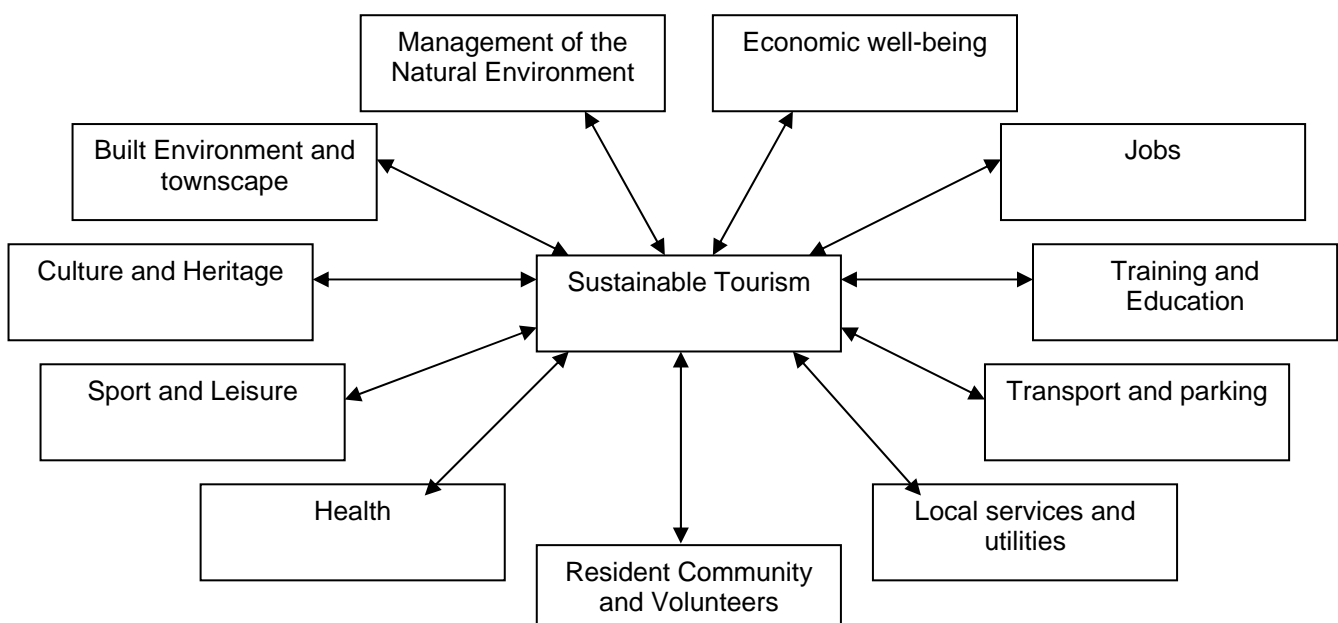 Management of the
Natural Environment
Economic well-being
Built Environment and
townscape
Jobs
Culture and Heritage
Sustainable Tourism
Training and
Education
Sport and Leisure
Transport and parking
Health
Local services and
utilities
Resident Community
and Volunteers